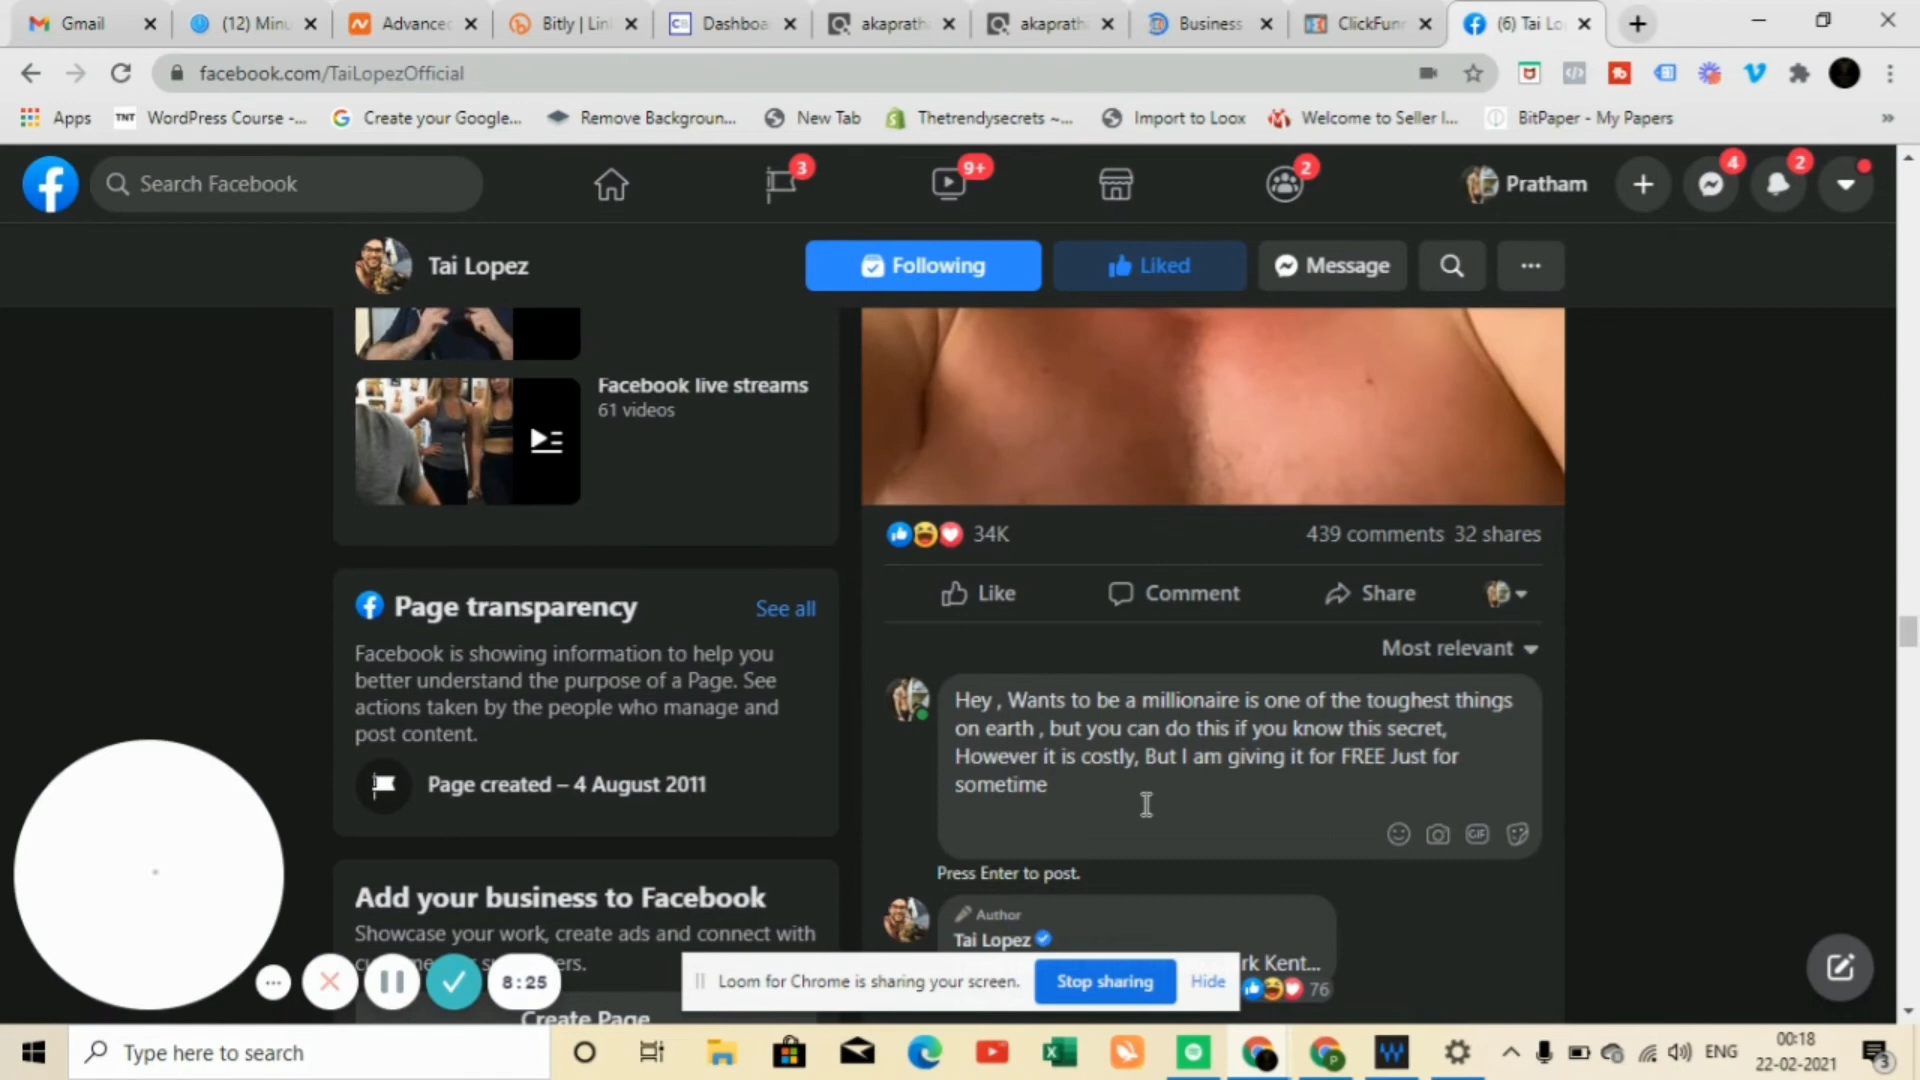 Gmail
(12) Minu
Advanced
Bitly | Lin
CB
Dashboa
akaprath
akaprath
Business
ClickFunn
(6) Tai Lo
facebook.com/TaiLopezOfficial
Apps
TNT
WordPress Course -...
Create your Google...
Remove Backgroun...
New Tab
Thetrendysecrets ~...
Import to Loox
Welcome to Seller I...
BitPaper - My Papers
»
Search Facebook
3
9+
2
Pratham
4
2
Tai Lopez
Following
Liked
Message
Facebook live streams
61 videos
34K
439 comments 32 shares
Like
Comment
Share
Most relevant
Page transparency
See all
Facebook is showing information to help you
better understand the purpose of a Page. See
actions taken by the people who manage and
post content.
Page created – 4 August 2011
Hey , Wants to be a millionaire is one of the toughest things
on earth , but you can do this if you know this secret,
However it is costly, But I am giving it for FREE Just for
sometime
GIF
Press Enter to post.
Author
Tai Lopez
rk Kent...
76
Add your business to Facebook
Showcase your work, create ads and connect with
ers.
Create Page
8:25
Loom for Chrome is sharing your screen.
Stop sharing
Hide
Type here to search
ENG
00:18
22-02-2021
3